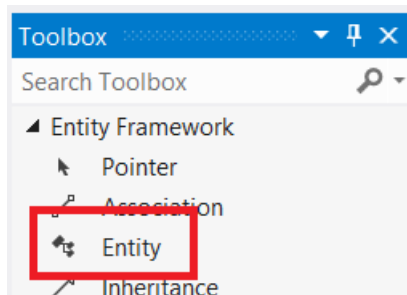 Toolbox
Search Toolbox
Entity Framework
Pointer
Association
Entity
Inheritance